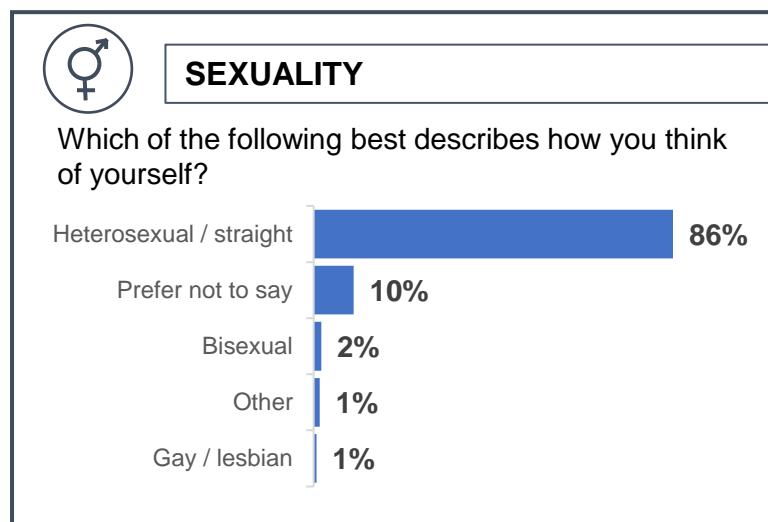 SEXUALITY
Which of the following best describes how you think
of yourself?
Heterosexual / straight 86%
Prefer not to say 10%
Bisexual 2%
Other 1%
Gay / lesbian 1%